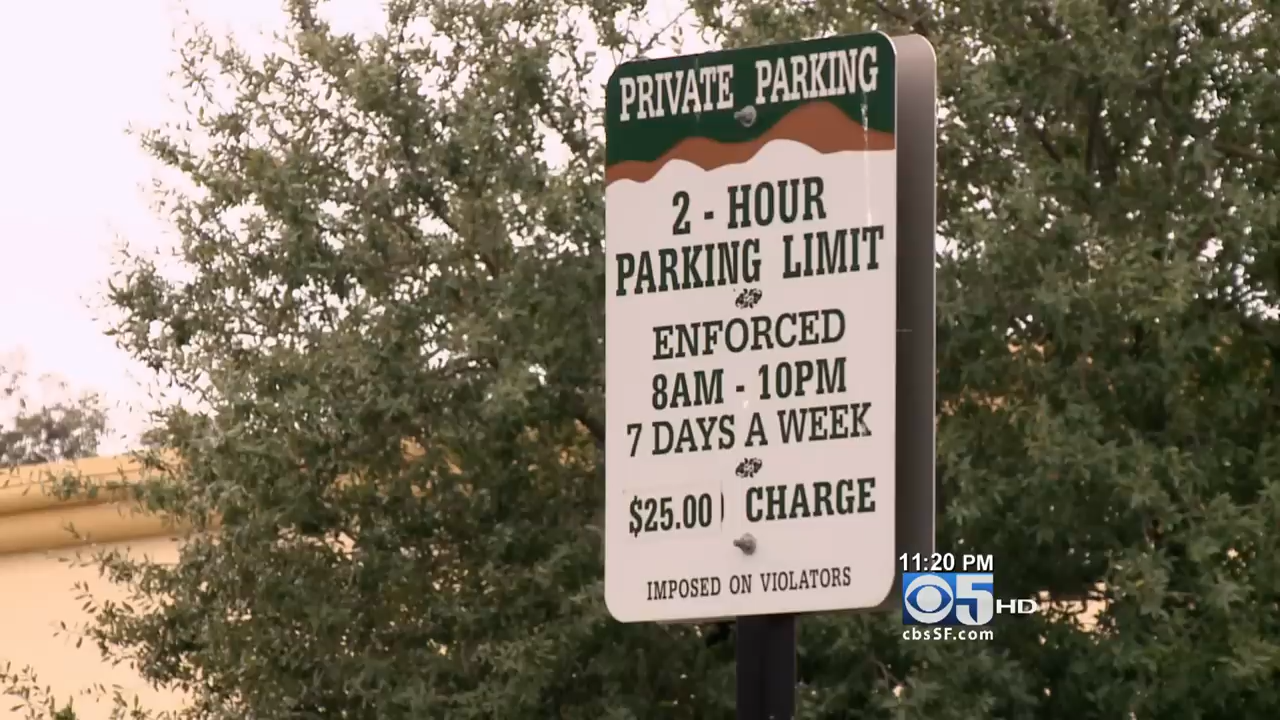 PRIVATE PARKING
2 - HOUR
PARKING LIMIT
ENFORCED
8AM - 10PM
7 DAYS A WEEK
$25.00 CHARGE
IMPOSED ON VIOLATORS
11:20 PM
5 HD
cbsSF.com